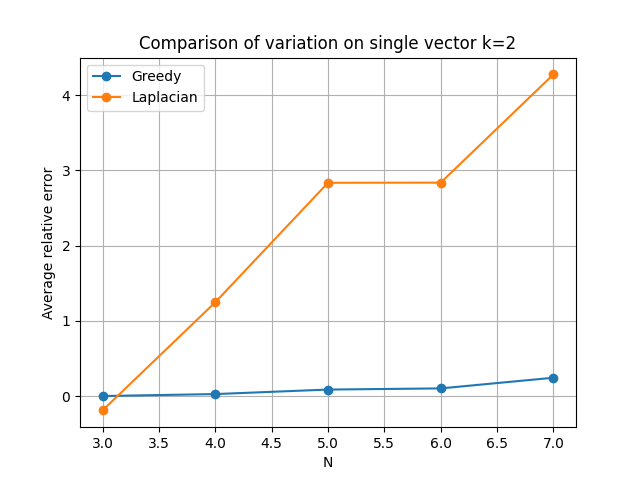 Comparison of variation on single vector k=2
Greedy
Laplacian
Average relative error
4
3
2
1
0
3.0 3.5 4.0 4.5 5.0 5.5 6.0 6.5 7.0
N